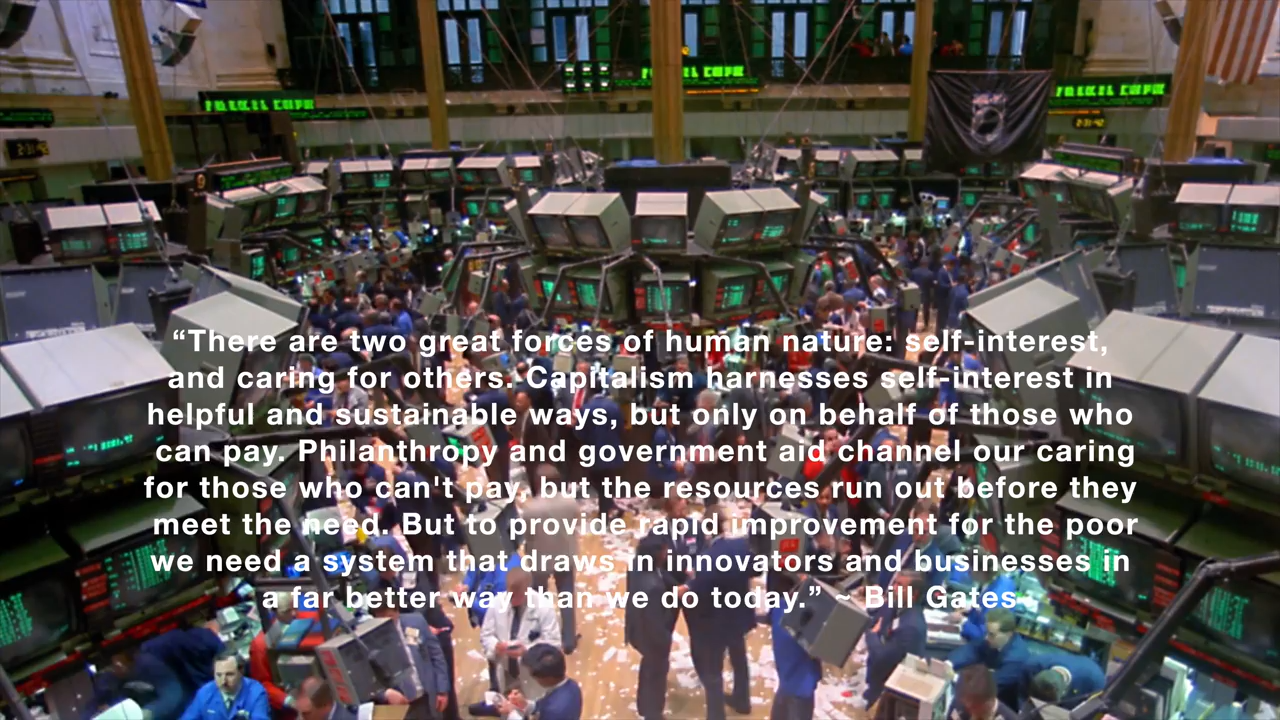 “There are two great forces of human nature: self-interest,
and caring for others. Capitalism harnesses self-interest in
helpful and sustainable ways, but only on behalf of those who
can pay. Philanthropy and government aid channel our caring
for those who can't pay, but the resources run out before they
meet the need. But to provide rapid improvement for the poor
we need a system that draws in innovators and businesses in
a far better way than we do today.” ~ Bill Gates